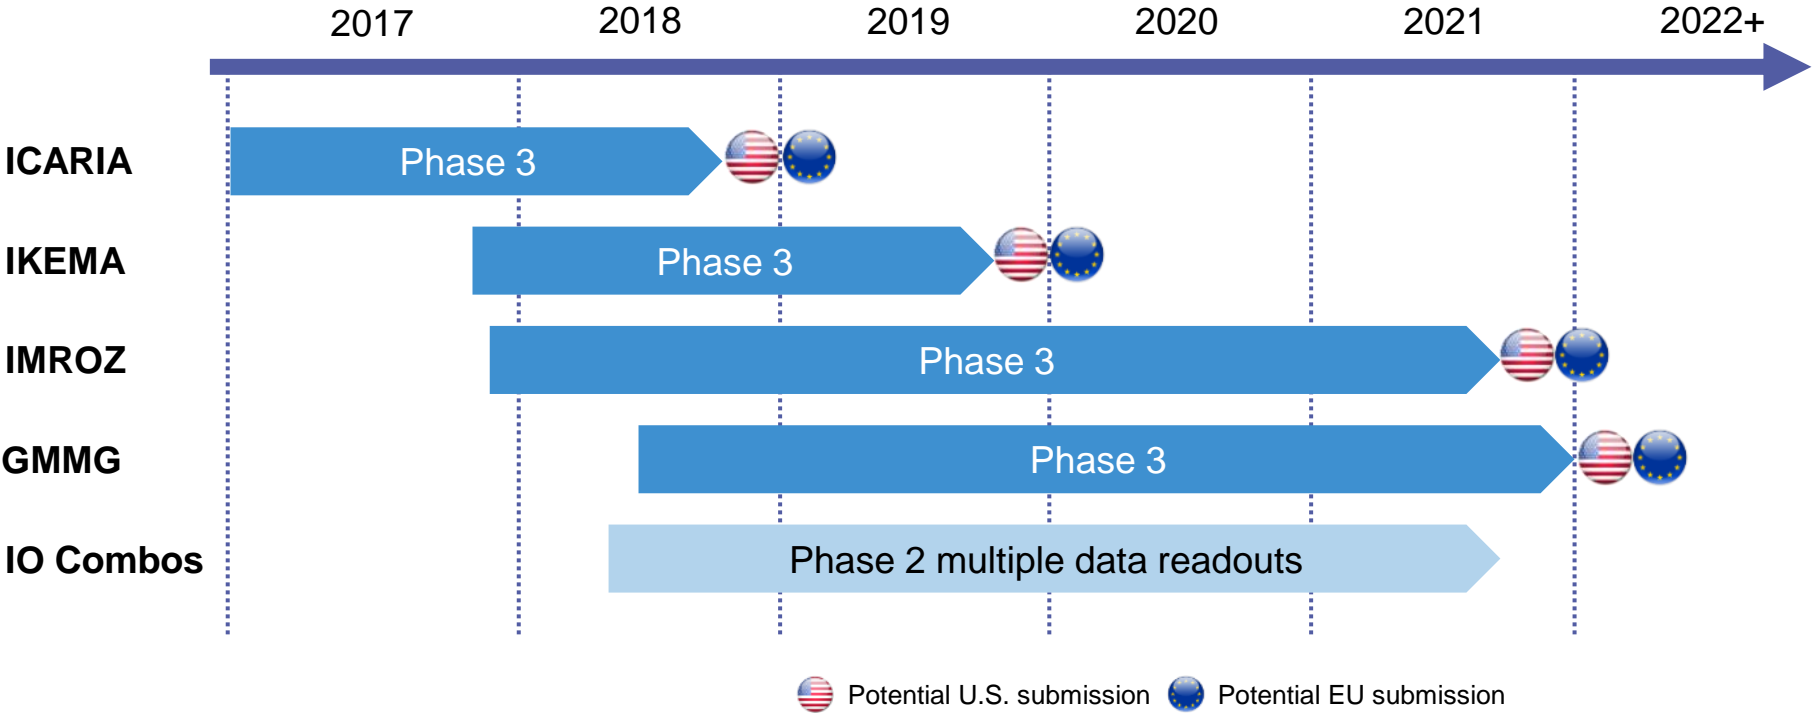 2017 2018 2019 2020 2021 2022+
ICARIA Phase 3
IKEMA Phase 3
IMROZ Phase 3
GMMG Phase 3
IO Combos Phase 2 multiple data readouts
Potential U.S. submission Potential EU submission